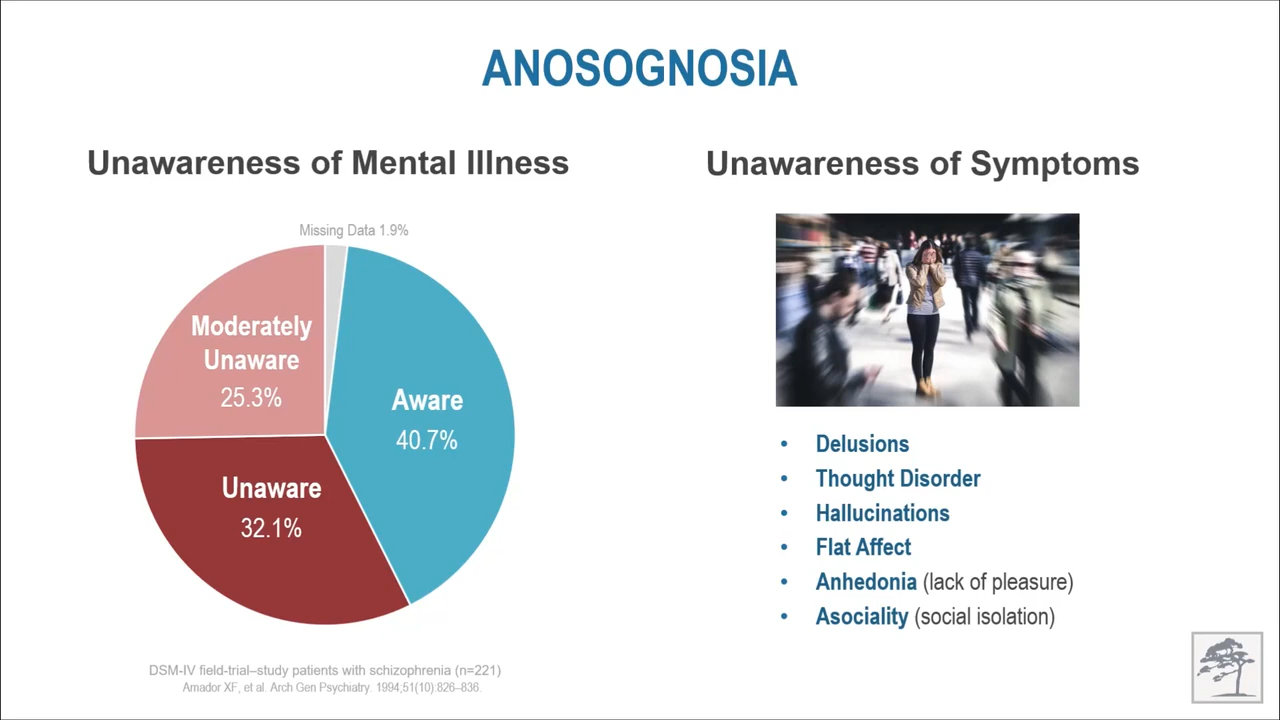 ANOSOGNOSIA
Unawareness of Mental Illness
Missing Data 1.9%
Moderately
Unaware
25.3%
Aware
40.7%
Unaware
32.1%
DSM-IV field-trial–study patients with schizophrenia (n=221)
Amador XF, et al. Arch Gen Psychiatry. 1994;51(10):826–836.
Unawareness of Symptoms
• Delusions
• Thought Disorder
• Hallucinations
• Flat Affect
• Anhedonia (lack of pleasure)
• Asociality (social isolation)